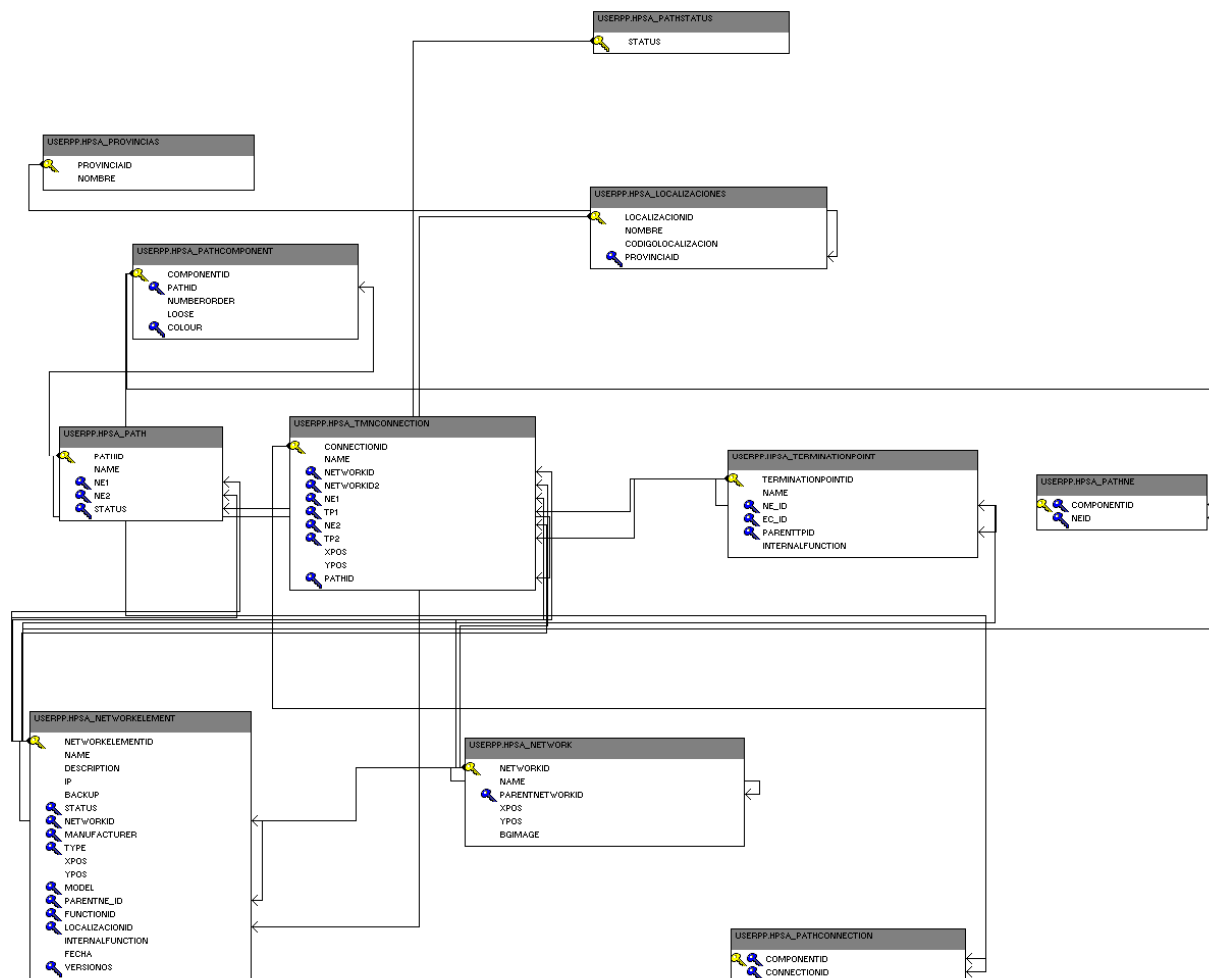 USERPP.HPSA_PATHSTATUS
STATUS
USERPP.HPSA_PROVINCIAS
PROVINCIAID
NOMBRE
USERPP.HPSA_LOCALIZACIONES
LOCALIZACIONID
NOMBRE
CODIGOLOCALIZACION
PROVINCIAID
USERPP.HPSA_PATHCOMPONENT
COMPONENTID
PATHID
NUMBERORDER
LOOSE
COLOUR
USERPP.HPSA_PATH
PATHID
NAME
NE1
NE2
STATUS
USERPP.HPSA_TMNCONNECTION
CONNECTIONID
NAME
NETWORKID
NETWORKID2
NE1
TP1
NE2
TP2
XPOS
YPOS
PATHID
USERPP.HPSA_TERMINATIONPOINT
TERMINATIONPOINTID
NAME
NE_ID
EC_ID
PARENTTPID
INTERNALFUNCTION
USERPP.HPSA_PATHNE
COMPONENTID
NEID
USERPP.HPSA_NETWORKELEMENT
NETWORKELEMENTID
NAME
DESCRIPTION
IP
BACKUP
STATUS
NETWORKID
MANUFACTURER
TYPE
XPOS
YPOS
MODEL
PARENTNE_ID
FUNCTIONID
LOCALIZACIONID
INTERNALFUNCTION
FECHA
VERSIONOS
USERPP.HPSA_NETWORK
NETWORKID
NAME
PARENTNETWORKID
XPOS
YPOS
BGIMAGE
USERPP.HPSA_PATHCONNECTION
COMPONENTID
CONNECTIONID